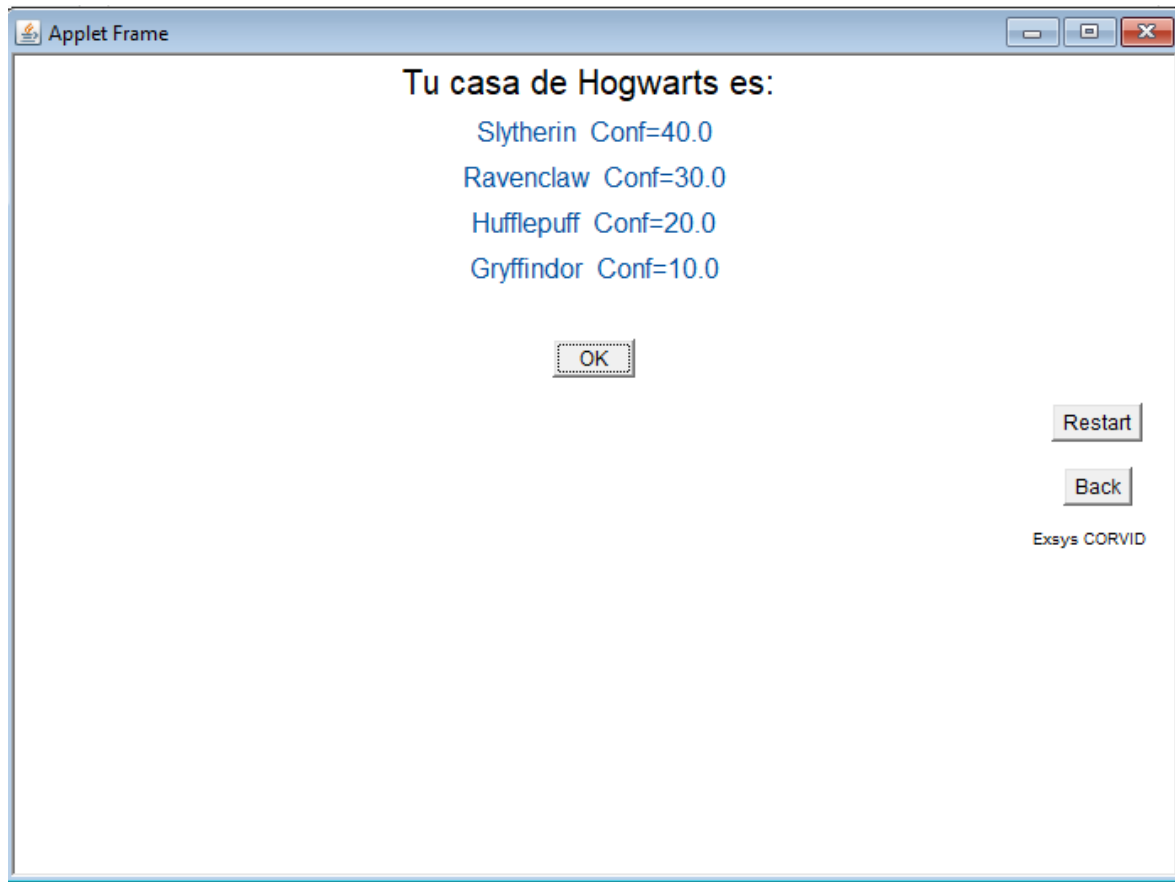 Applet Frame
Tu casa de Hogwarts es:
Slytherin Conf=40.0
Ravenclaw Conf=30.0
Hufflepuff Conf=20.0
Gryffindor Conf=10.0
OK
Restart
Back
Exsys CORVID